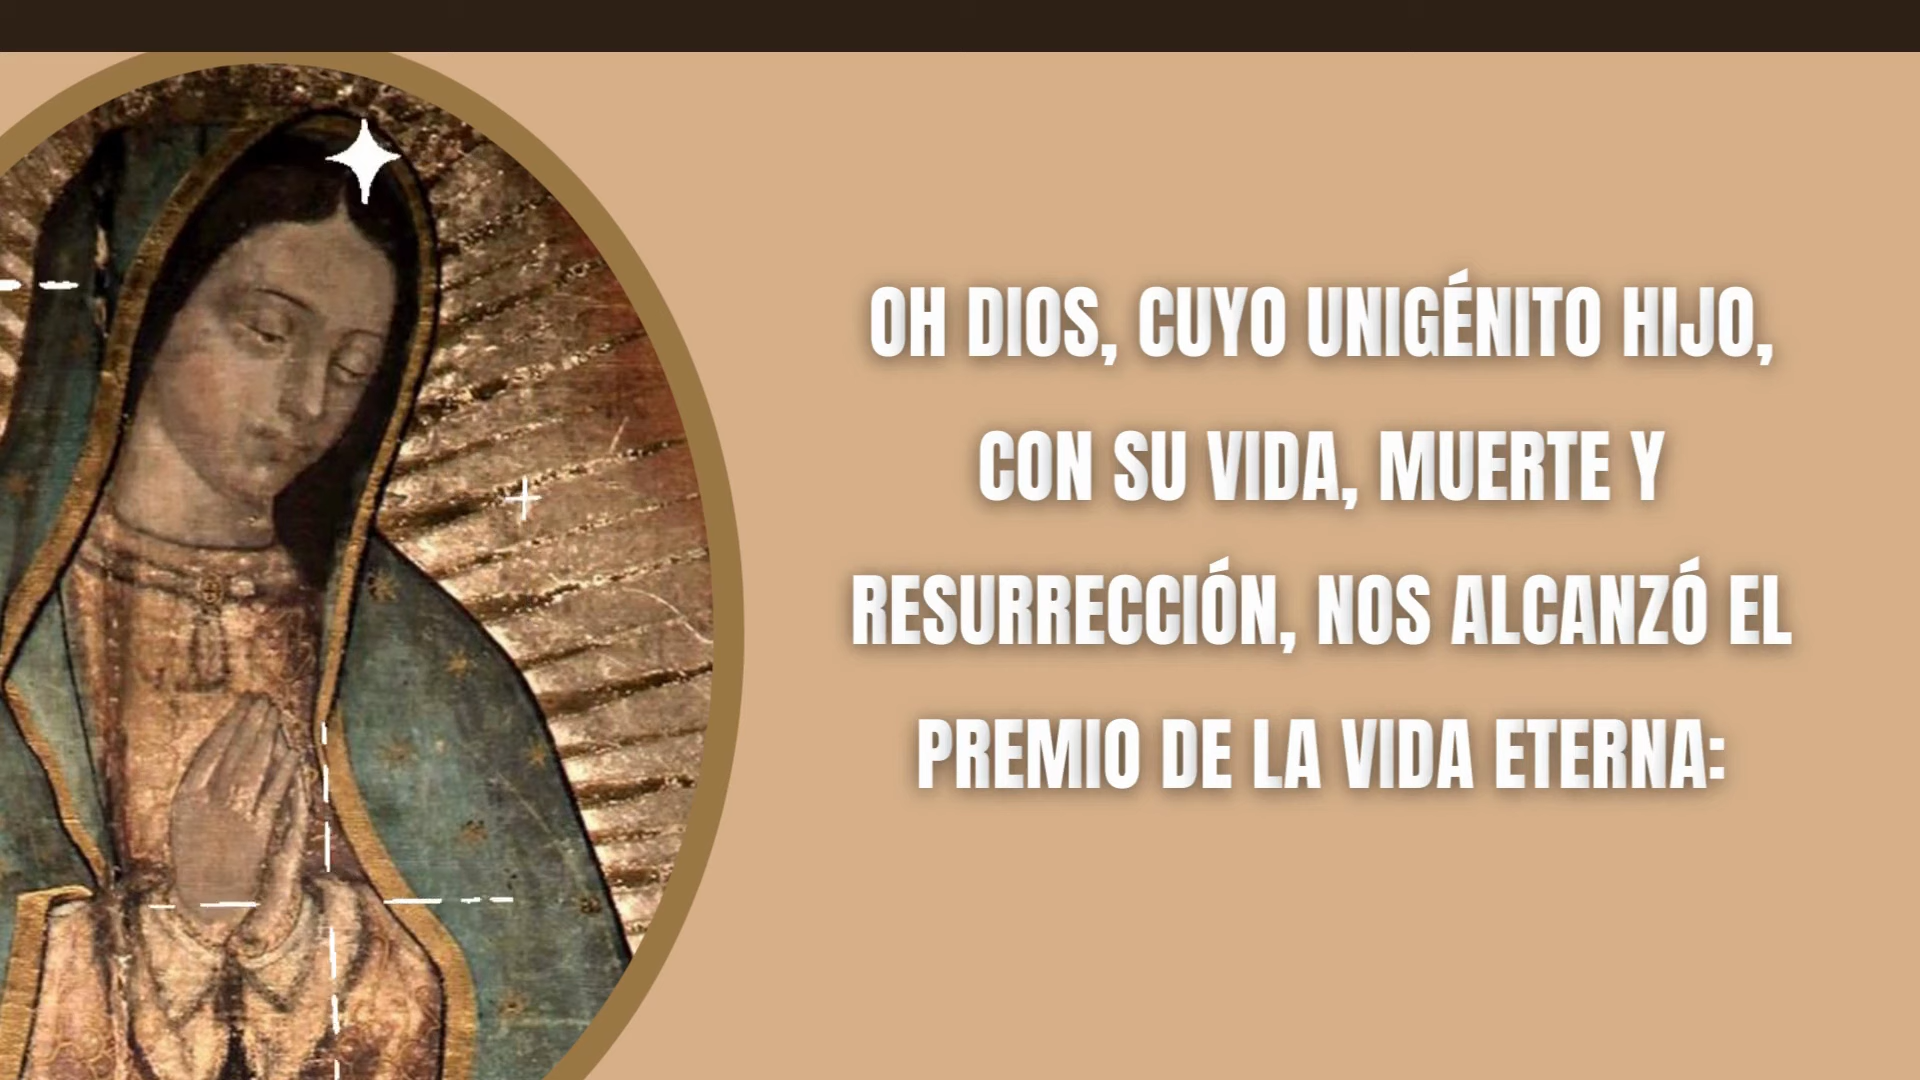 OH DIOS, CUYO UNIGÉNITO HIJO,
CON SU VIDA, MUERTE Y
RESURRECCIÓN, NOS ALCANZÓ EL
PREMIO DE LA VIDA ETERNA: